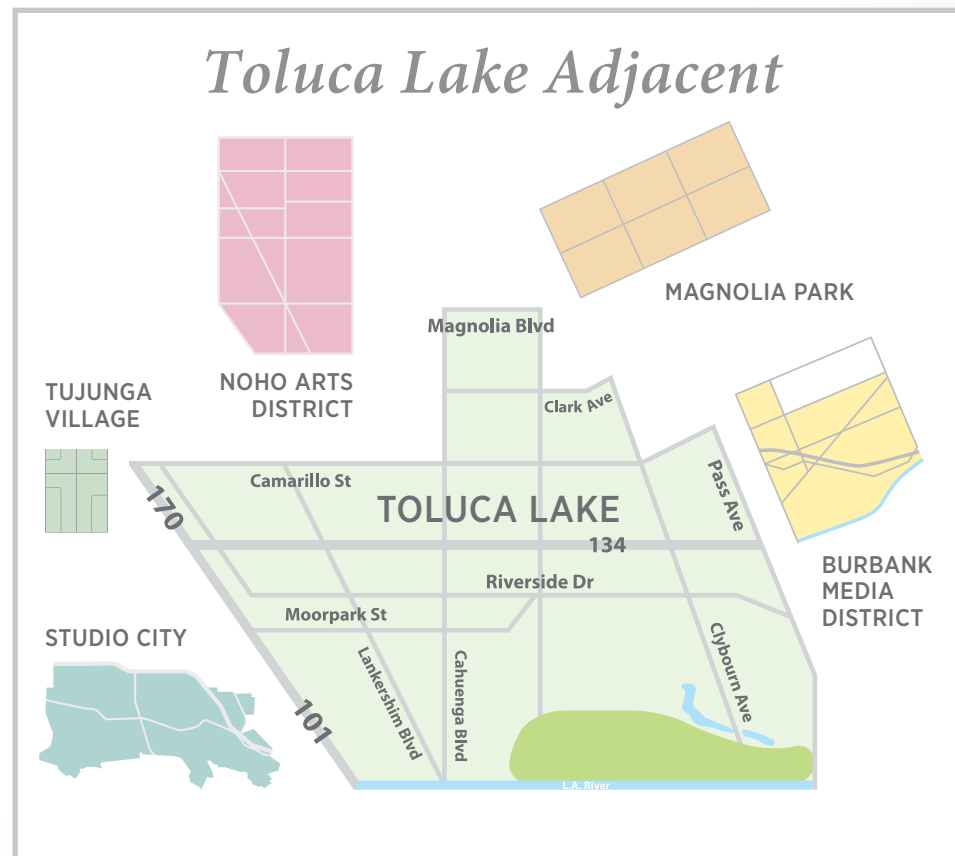 Toluca Lake Adjacent
MAGNOLIA PARK
Magnolia Blvd
NOHO ARTS
DISTRICT
TUJUNGA
VILLAGE
Clark Ave
Camarillo St
Pass Ave
170
TOLUCA LAKE
134
BURBANK
MEDIA
DISTRICT
Riverside Dr
Moorpark St
STUDIO CITY
Lankershim Blvd
Cahuenga Blvd
Clybourn Ave
101
L.A. River